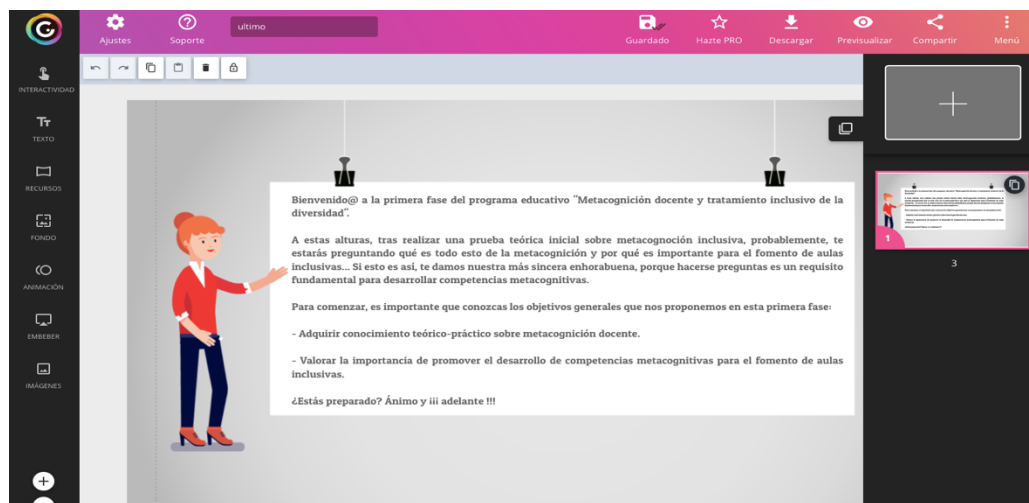 ultimo
Ajustes
Soporte
Guardado
Hazte PRO
Descargar
Previsualizar
Compartir
Menú
INTERACTIVIDAD
Tт
TEXTO
RECURSOS
FONDO
ANIMACIÓN
EMBEBER
IMÁGENES
Bienvenido@ a la primera fase del programa educativo "Metacognición docente y tratamiento inclusivo de la
diversidad".
A estas alturas, tras realizar una prueba teórica inicial sobre metacognoción inclusiva, probablemente, te
estarás preguntando qué es todo esto de la metacognición y por qué es importante para el fomento de aulas
inclusivas... Si esto es así, te damos nuestra más sincera enhorabuena, porque hacerse preguntas es un requisito
fundamental para desarrollar competencias metacognitivas.
Para comenzar, es importante que conozcas los objetivos generales que nos proponemos en esta primera fase:
- Adquirir conocimiento teórico-práctico sobre metacognición docente.
- Valorar la importancia de promover el desarrollo de competencias metacognitivas para el fomento de aulas
inclusivas.
¿Estás preparado? Ánimo y ¡¡¡ adelante !!!
1
3